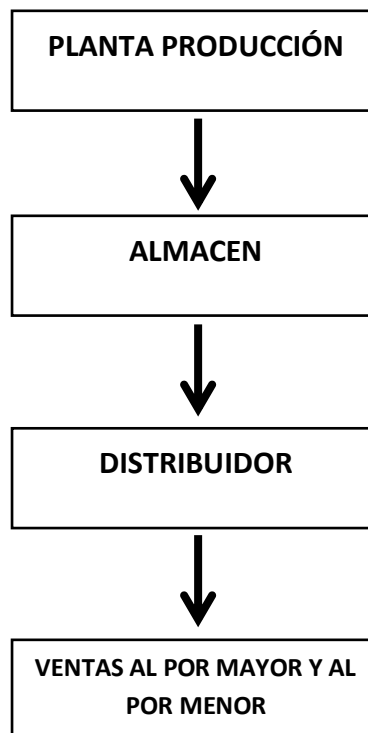 PLANTA PRODUCCIÓN
ALMACEN
DISTRIBUIDOR
VENTAS AL POR MAYOR Y AL
POR MENOR